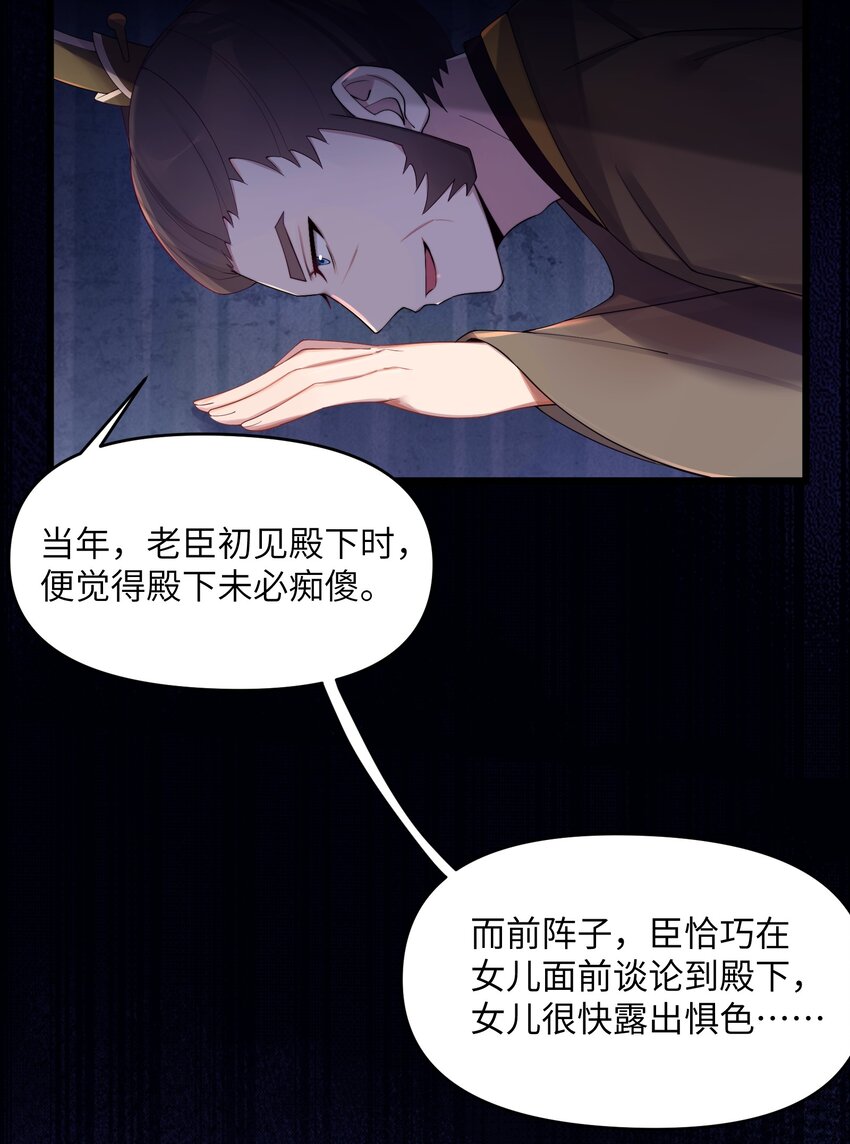 当年，老臣初见殿下时，
便觉得殿下未必痴傻。
而前阵子，臣恰巧在
女儿面前谈论到殿下，
女儿很快露出惧色……